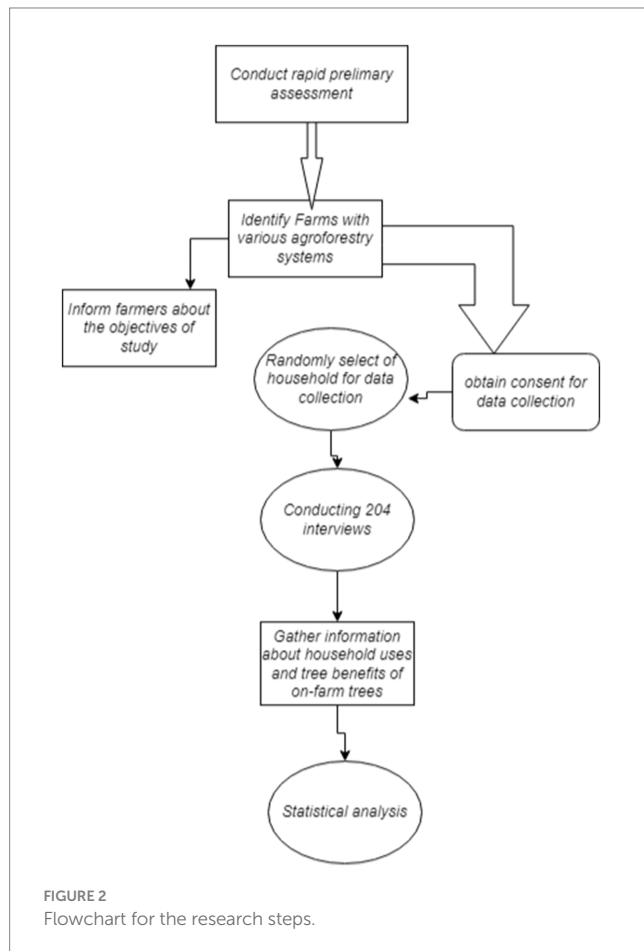 Conduct rapid prelimary
assessment
Identify Farms with
various agroforestry
systems
Inform farmers about
the objectives of
study
Randomly select of
household for data
collection
obtain consent for
data collection
Conducting 204
interviews
Gather information
about household uses
and tree benefits of
on-farm trees
Statistical analysis
FIGURE 2
Flowchart for the research steps.